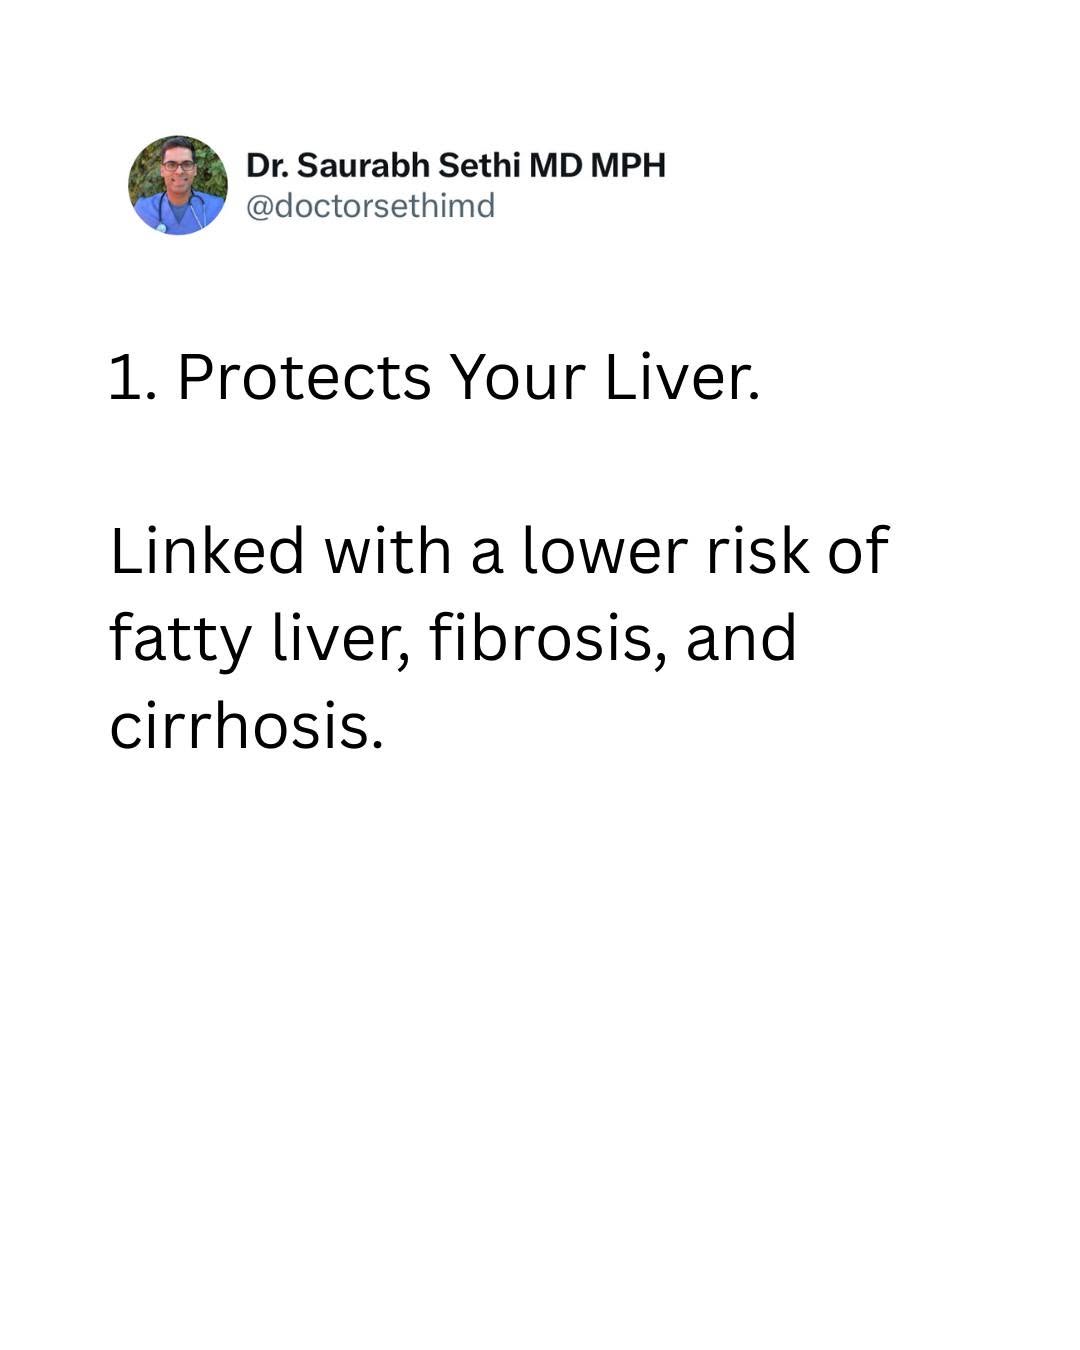 Dr. Saurabh Sethi MD MPH
@doctorsethimd
1. Protects Your Liver.
Linked with a lower risk of
fatty liver, fibrosis, and
cirrhosis.